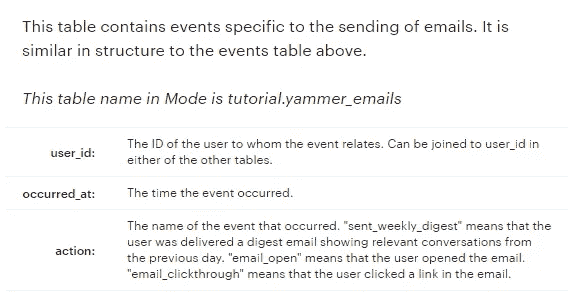 This table contains events specific to the sending of emails. It is
similar in structure to the events table above.
This table name in Mode is tutorial.yammer_emails
user_id: The ID of the user to whom the event relates. Can be joined to user_id in
either of the other tables.
occurred_at: The time the event occurred.
action: The name of the event that occurred. "sent_weekly_digest" means that the
user was delivered a digest email showing relevant conversations from
the previous day. "email_open" means that the user opened the email.
"email_clickthrough" means that the user clicked a link in the email.